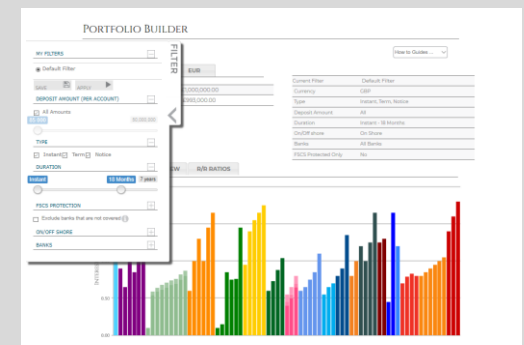 PORTFOLIO BUILDER
How to Guides ...
MY FILTERS
FILTER
Default Filter
SAVE
APPLY
DEPOSIT AMOUNT (PER ACCOUNT)
All Amounts
TYPE
Instant Term Notice
DURATION
Instant 18 Months 7 years
FSCS PROTECTION
Exclude banks that are not covered
ON/OFF SHORE
BANKS
EUR
Current Filter Default Filter
Currency GBP
Type Instant, Term, Notice
Deposit Amount All
Duration Instant - 18 Months
On/Off shore On Shore
Banks All Banks
FSCS Protected Only No
R/R RATIOS
0.50
0.00